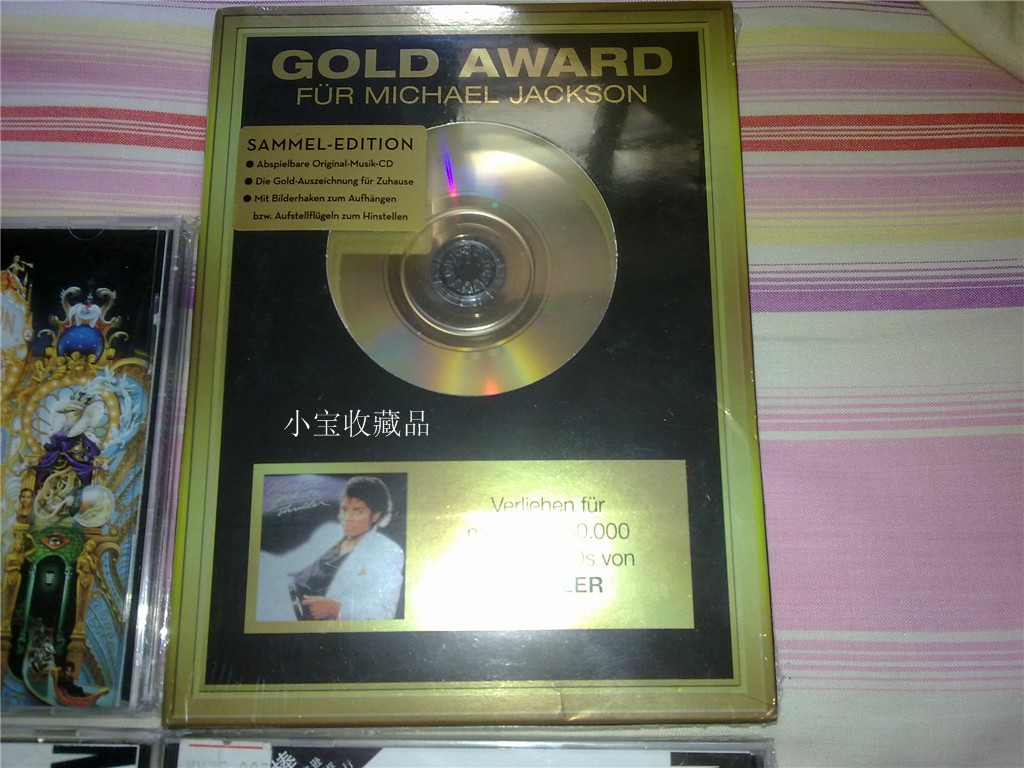 GOLD AWARD
FÜR MICHAEL JACKSON
SAMMEL-EDITION
● Abspielbare Original-Musik-CD
● Die Gold-Auszeichnung für Zuhause
● Mit Bilderhaken zum Aufhängen
bzw. Aufstellflügeln zum Hinstellen
小宝收藏品
Verliehen für
von